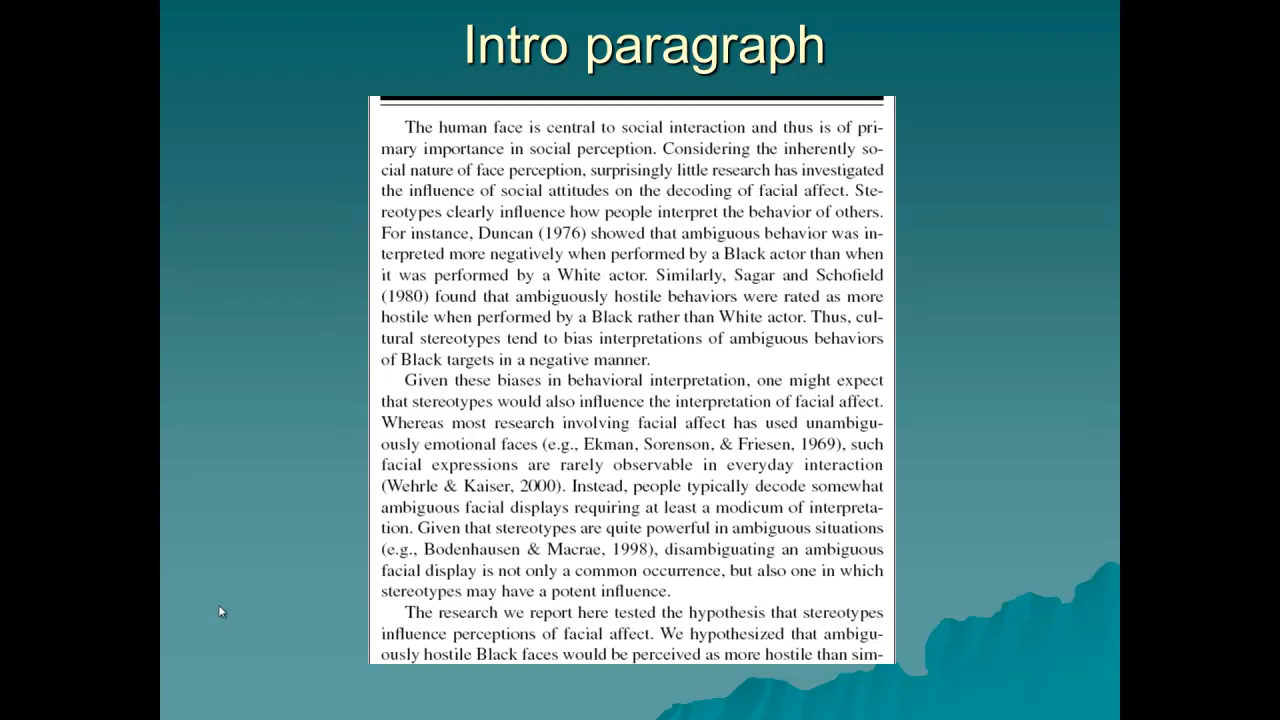 Intro paragraph
The human face is central to social interaction and thus is of pri-
mary importance in social perception. Considering the inherently so-
cial nature of face perception, surprisingly little research has investigated
the influence of social attitudes on the decoding of facial affect. Ste-
reotypes clearly influence how people interpret the behavior of others.
For instance, Duncan (1976) showed that ambiguous behavior was in-
terpreted more negatively when performed by a Black actor than when
it was performed by a White actor. Similarly, Sagar and Schofield
(1980) found that ambiguously hostile behaviors were rated as more
hostile when performed by a Black rather than White actor. Thus, cul-
tural stereotypes tend to bias interpretations of ambiguous behaviors
of Black targets in a negative manner.
Given these biases in behavioral interpretation, one might expect
that stereotypes would also influence the interpretation of facial affect.
Whereas most research involving facial affect has used unambigu-
ously emotional faces (e.g., Ekman, Sorenson, & Friesen, 1969), such
facial expressions are rarely observable in everyday interaction
(Wehrle & Kaiser, 2000). Instead, people typically decode somewhat
ambiguous facial displays requiring at least a modicum of interpreta-
tion. Given that stereotypes are quite powerful in ambiguous situations
(e.g., Bodenhausen & Macrae, 1998), disambiguating an ambiguous
facial display is not only a common occurrence, but also one in which
stereotypes may have a potent influence.
The research we report here tested the hypothesis that stereotypes
influence perceptions of facial affect. We hypothesized that ambigu-
ously hostile Black faces would be perceived as more hostile than sim-